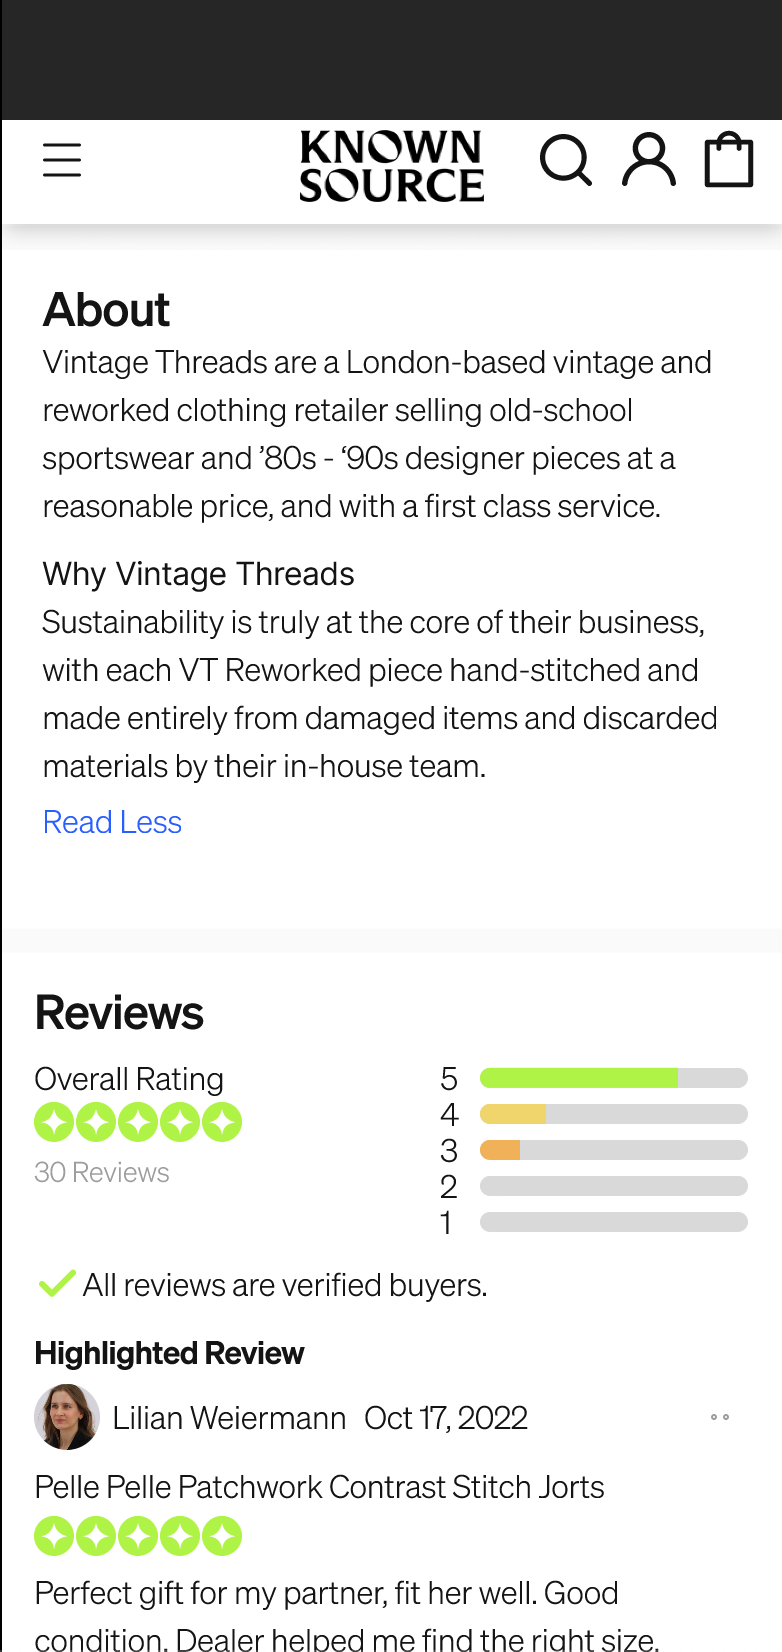 KNOWN
SOURCE
About
Vintage Threads are a London-based vintage and
reworked clothing retailer selling old-school
sportswear and ’80s - ‘90s designer pieces at a
reasonable price, and with a first class service.
Why Vintage Threads
Sustainability is truly at the core of their business,
with each VT Reworked piece hand-stitched and
made entirely from damaged items and discarded
materials by their in-house team.
Read Less
Reviews
Overall Rating
30 Reviews
5
4
3
2
1
All reviews are verified buyers.
Highlighted Review
Lilian Weiermann Oct 17, 2022
Pelle Pelle Patchwork Contrast Stitch Jorts
Perfect gift for my partner, fit her well. Good
condition. Dealer helped me find the right size.